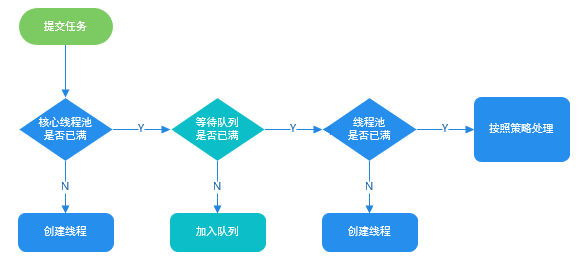 提交任务
核心线程池
是否已满
Y
等待队列
是否已满
Y
线程池
是否已满
Y
按照策略处理
N
N
N
创建线程
加入队列
创建线程